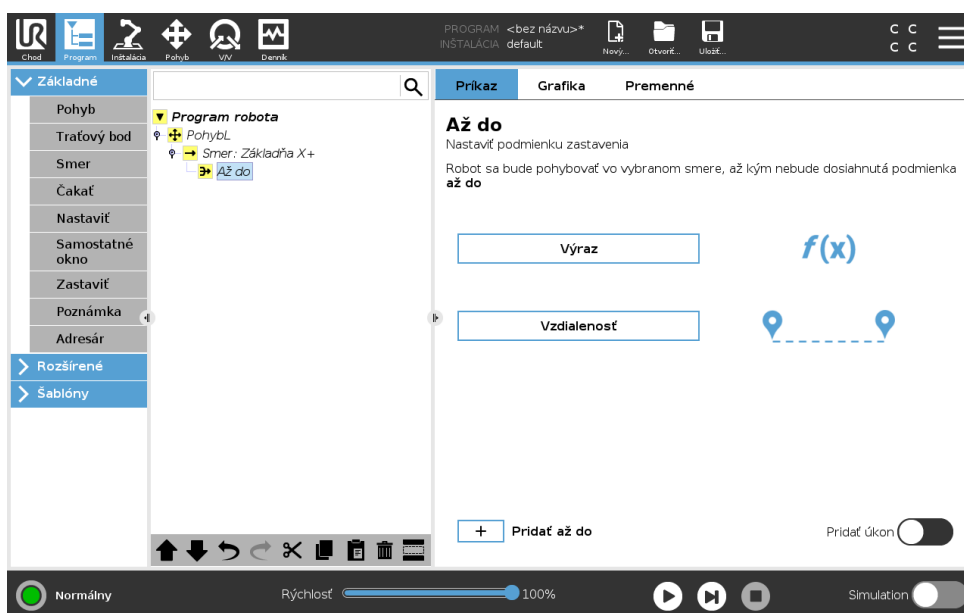 PROGRAM <bez názvu>*
INŠTALÁCIA default
Chod
Program
Inštalácia
Pohyb
V/V
Denník
Nový...
Otvoriť...
Uložiť...
C C
C C
Základné
Pohyb
Traťový bod
Smer
Čakať
Nastaviť
Samostatné
okno
Zastaviť
Poznámka
Adresár
Rozšírené
Šablóny
Program robota
PohybL
Smer: Základňa X+
Až do
Príkaz Grafika Premenné
Až do
Nastaviť podmienku zastavenia
Robot sa bude pohybovať vo vybranom smere, až kým nebude dosiahnutá podmienka
až do
Výraz
f(x)
Vzdialenosť
+ Pridať až do
Pridať úkon
Normálny
Rýchlosť 100%
Simulation